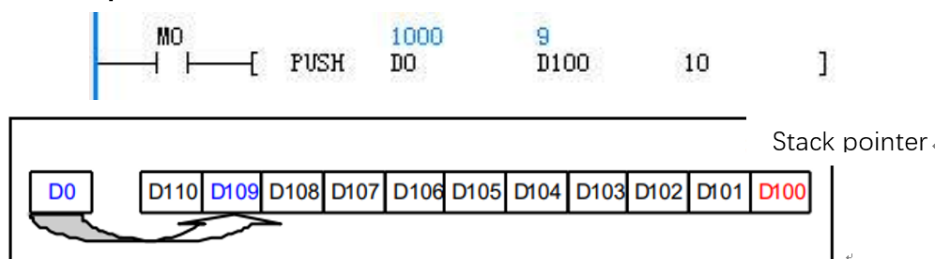 M0 1000 9
[ PUSH D0 D100 10 ]
Stack pointer
D0 D110 D109 D108 D107 D106 D105 D104 D103 D102 D101 D100